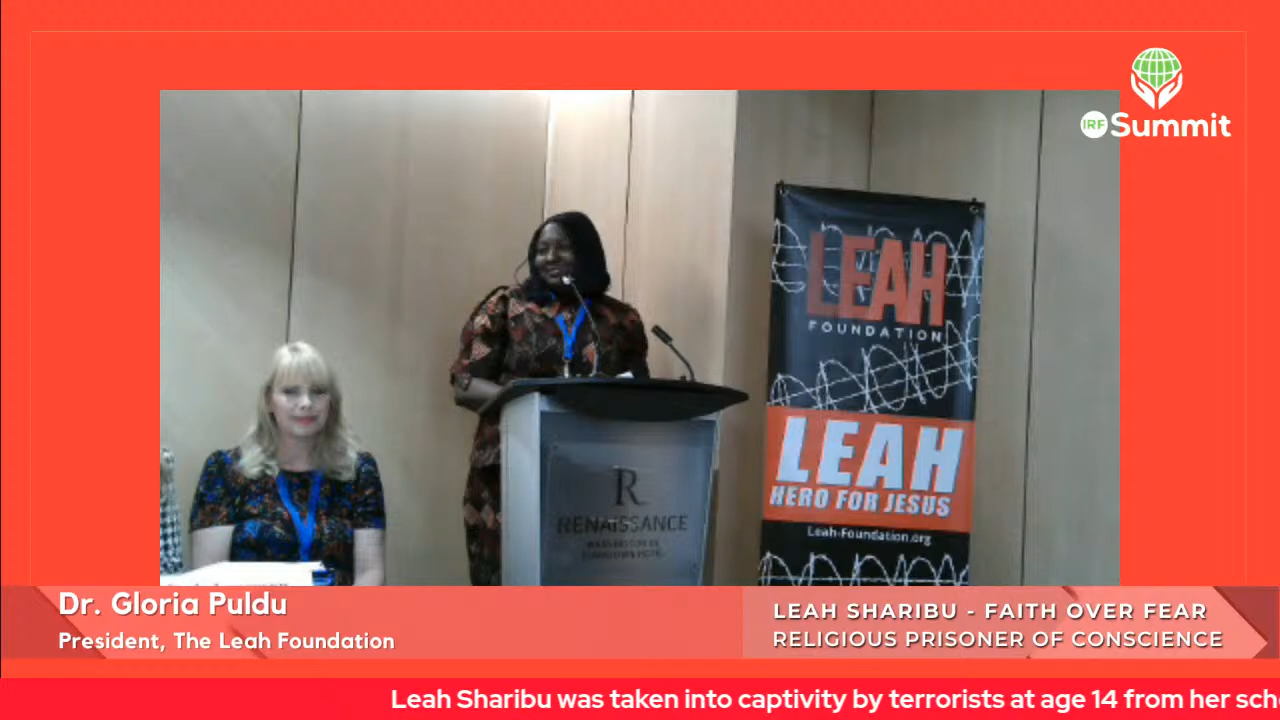 IRF Summit
LEAH
FOUNDATION
LEAH
HERO FOR JESUS
Leah-Foundation.org
R
RENAISSANCE
Dr. Gloria Puldu
President, The Leah Foundation
LEAH SHARIBU - FAITH OVER FEAR
RELIGIOUS PRISONER OF CONSCIENCE
Leah Sharibu was taken into captivity by terrorists at age 14 from her sch